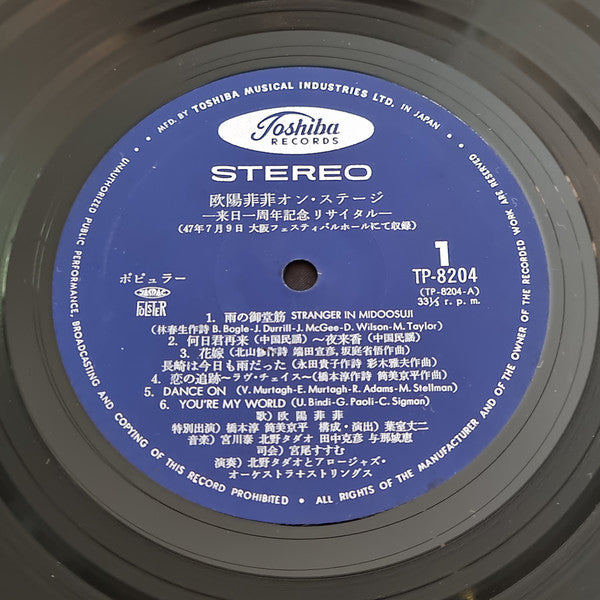 MFD. BY TOSHIBA MUSICAL INDUSTRIES LTD. IN JAPAN •
Toshiba
RECORDS
STEREO
欧陽菲菲オン・ステージ
—来日一周年記念 リサイタル—
(47年7月9日 大阪フェスティバルホールにて収録)
ポピュラー
POLSTER
1
TP-8204
(TP-8204-A)
33⅓ r. p. m.
1. 雨の御堂筋 STRANGER IN MIDOOSUJI
(林春生作詩 B. Bogle-J. Durrill-J. McGee-D. Wilson-M. Taylor)
2. 何日君再来 (中国民謡) 〜夜来香 (中国民謡)
3. 花嫁 (北山修作詩 端田宣彦, 坂庭省悟作曲)
長崎は今日も雨だった (永田貴子作詩 彩木雅夫作曲)
4. 恋の追跡〜ラヴ・チェイス〜(橋本淳作詩 筒美京平作曲)
5. DANCE ON (V. Murtagh-E. Murtagh-R. Adams-M. Stellman)
6. YOU'RE MY WORLD (U. Bindi-G. Paoli-C. Sigman)
歌) 欧 陽 菲 菲
特別出演) 橋本淳 筒美京平 構成・演出) 葉室丈二
音楽) 宮川泰 北野タダオ 田中克彦 与那城恵
司会) 宮尾すすむ
演奏) 北野タダオとアロージャズ・
オーケストラ+ストリングス
UNAUTHORIZED PUBLIC PERFORMANCE, BROADCASTING AND COPYING OF THIS RECORD PROHIBITED • ALL RIGHTS OF THE MANUFACTURER AND OF THE OWNER OF THE RECORDED WORK ARE RESERVED